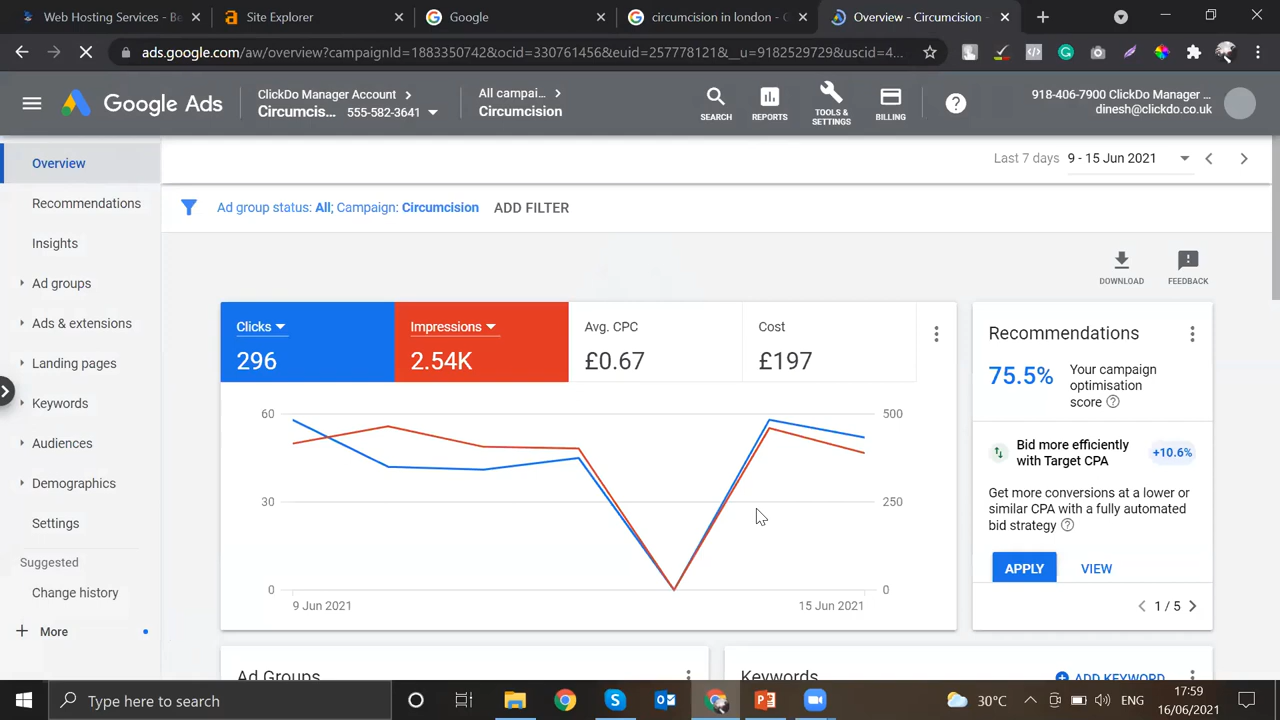 Web Hosting Services - Be
Site Explorer
Google
circumcision in london -
Overview - Circumcision -
ads.google.com/aw/overview?campaignId=1883350742&ocid=330761456&euid=257778121&__u=9182529729&uscid=4...
Google Ads
ClickDo Manager Account
Circumcis... 555-582-3641
All campai...
Circumcision
SEARCH
REPORTS
TOOLS &
SETTINGS
BILLING
918-406-7900 ClickDo Manager ...
dinesh@clickdo.co.uk
Overview
Recommendations
Insights
Ad groups
Ads & extensions
Landing pages
Keywords
Audiences
Demographics
Settings
Suggested
Change history
More
Last 7 days 9 - 15 Jun 2021
Ad group status: All; Campaign: Circumcision ADD FILTER
DOWNLOAD
FEEDBACK
Clicks
296
Impressions
2.54K
Avg. CPC
£0.67
Cost
£197
60
500
30
250
0
0
9 Jun 2021
15 Jun 2021
Recommendations
75.5%
Your campaign
optimisation
score
Bid more efficiently
with Target CPA
+10.6%
Get more conversions at a lower or
similar CPA with a fully automated
bid strategy
APPLY
VIEW
1 / 5
Ad Groups
Keywords
ADD KEYWORD
Type here to search
30°C
ENG
17:59
16/06/2021